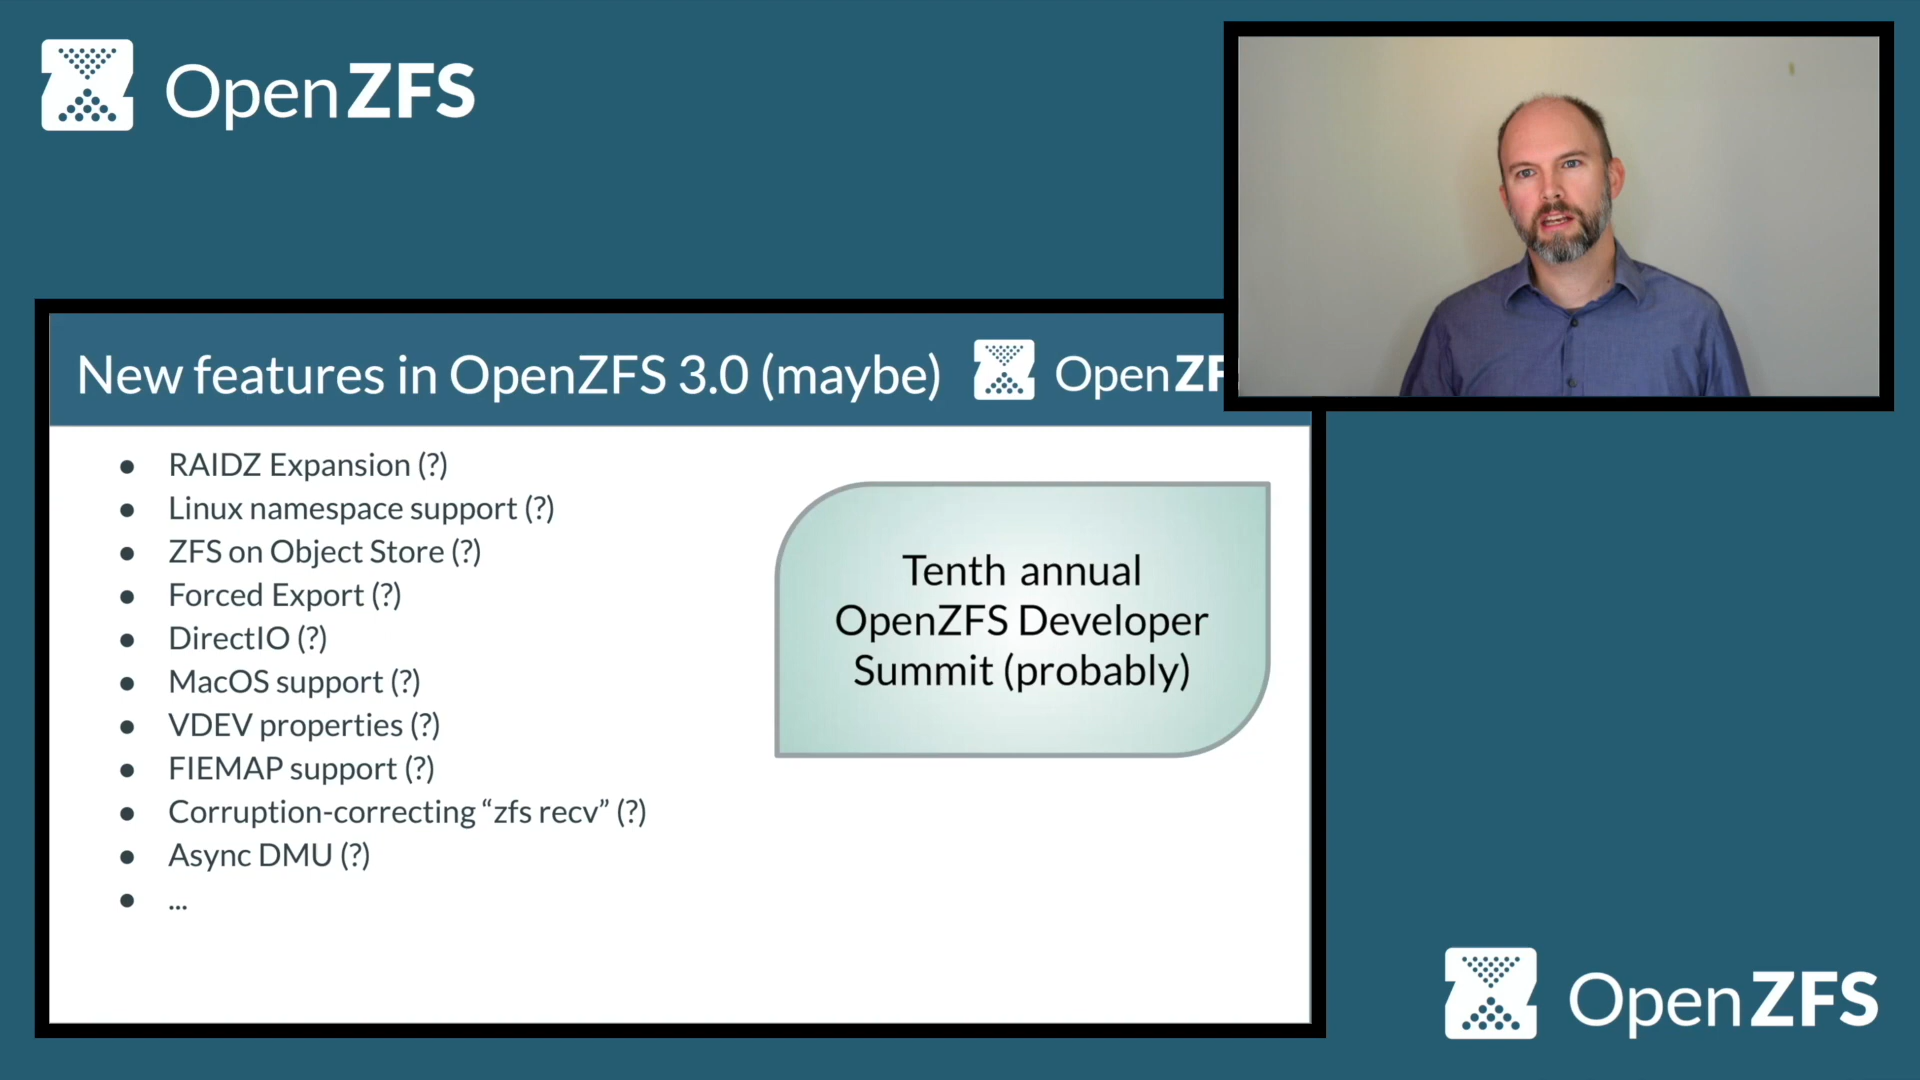 OpenZFS
New features in OpenZFS 3.0 (maybe)
OpenZF
● RAIDZ Expansion (?)
● Linux namespace support (?)
● ZFS on Object Store (?)
● Forced Export (?)
● DirectIO (?)
● MacOS support (?)
● VDEV properties (?)
● FIEMAP support (?)
● Corruption-correcting “zfs recv” (?)
● Async DMU (?)
● ...
Tenth annual
OpenZFS Developer
Summit (probably)
OpenZFS